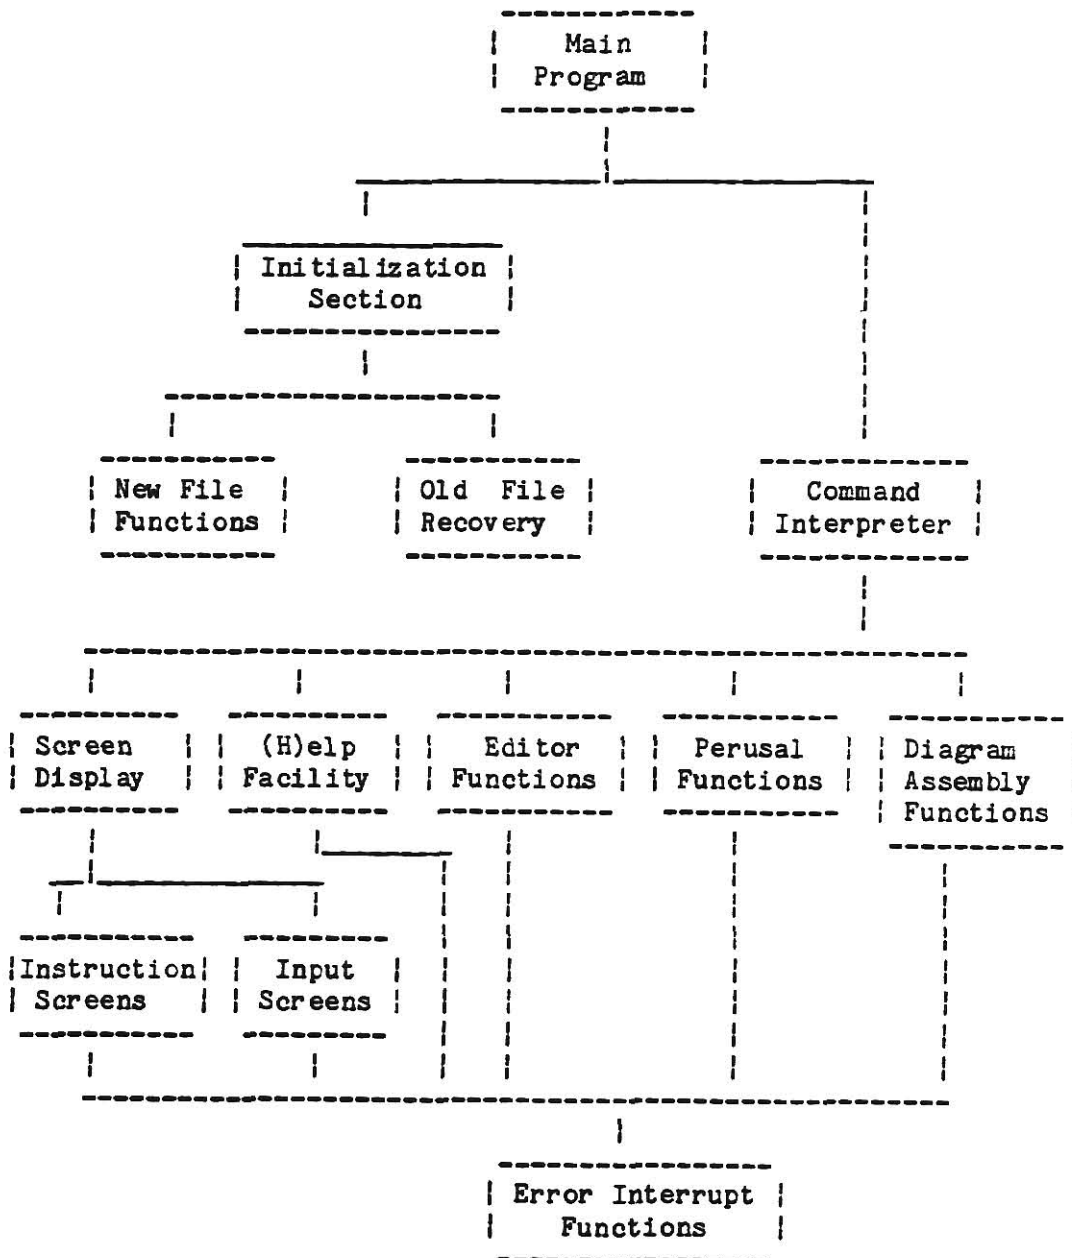 Main
Program
Initialization
Section
New File
Functions
Old File
Recovery
Command
Interpreter
Screen
Display
(H)elp
Facility
Editor
Functions
Perusal
Functions
Diagram
Assembly
Functions
Instruction
Screens
Input
Screens
Error Interrupt
Functions